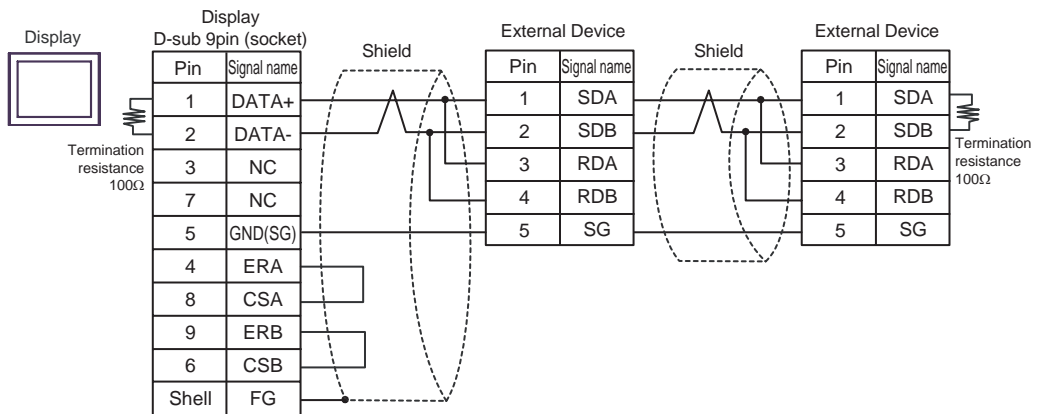 Display
Display
D-sub 9pin (socket)
Pin Signal name
1 DATA+
2 DATA-
3 NC
7 NC
5 GND(SG)
4 ERA
8 CSA
9 ERB
6 CSB
Shell FG
Termination
resistance
100Ω
Shield
External Device
Pin Signal name
1 SDA
2 SDB
3 RDA
4 RDB
5 SG
Shield
External Device
Pin Signal name
1 SDA
2 SDB
3 RDA
4 RDB
5 SG
Termination
resistance
100Ω